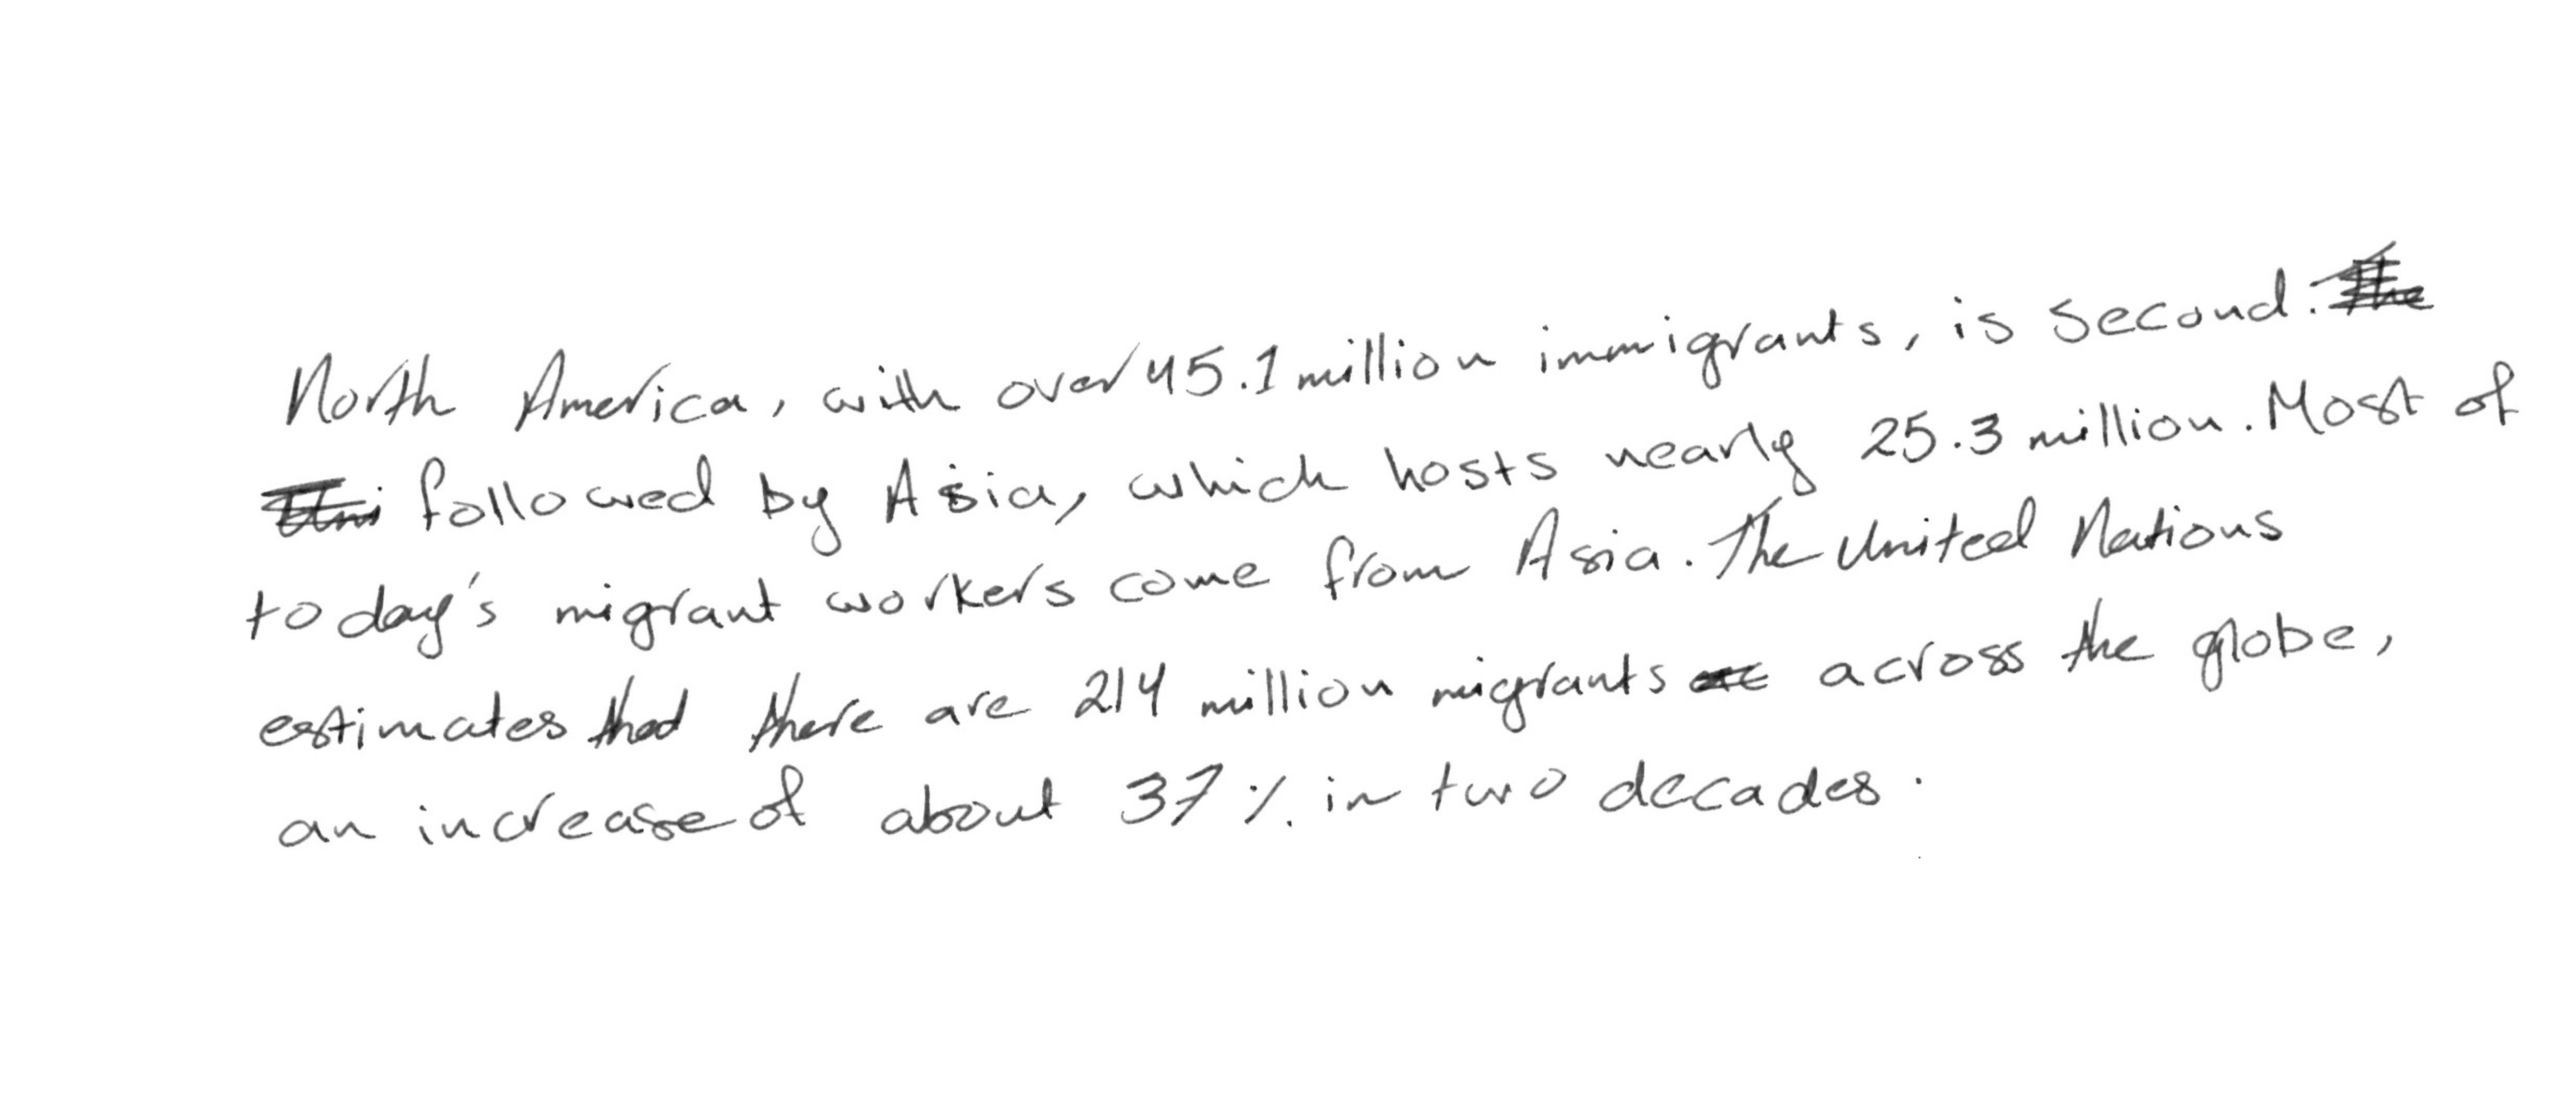 North America, with over 45.1 million immigrants, is second.
followed by Asia, which hosts nearly 25.3 million. Most of
today's migrant workers come from Asia. The United Nations
estimates that there are 214 million migrants across the globe,
an increase of about 37% in two decades.